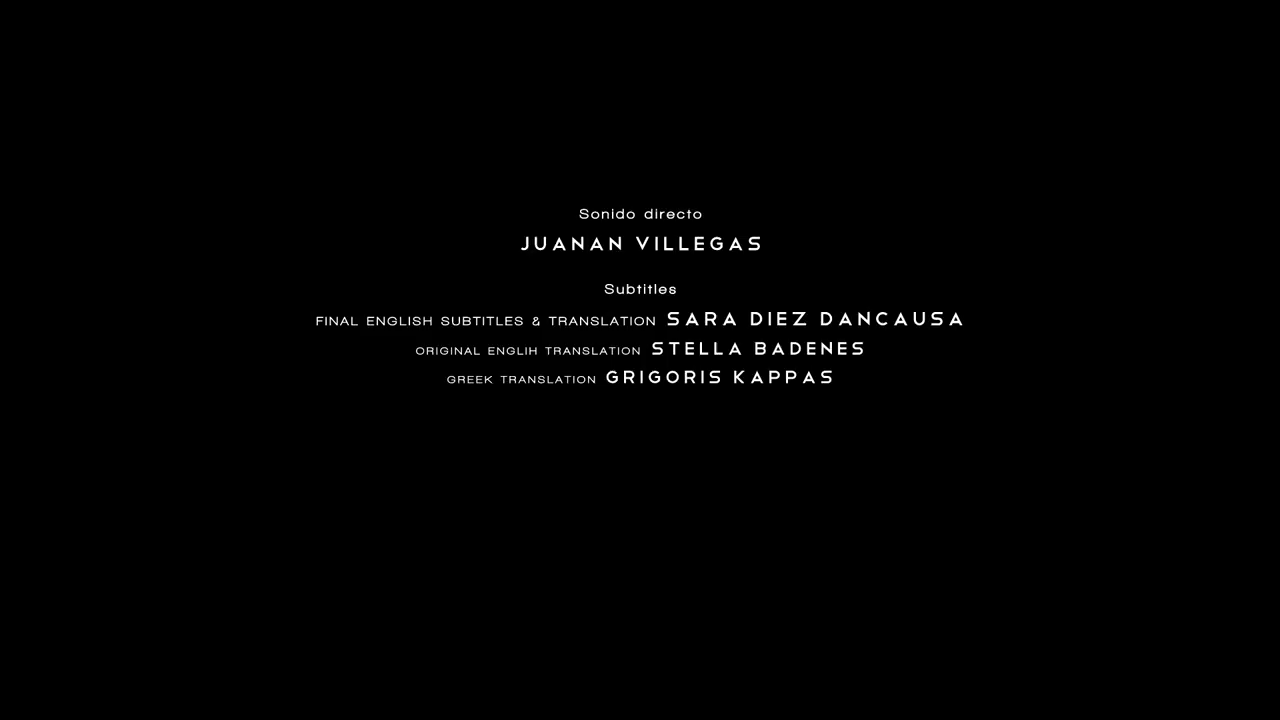 Sonido directo
JUANAN VILLEGAS
Subtitles
FINAL ENGLISH SUBTITLES & TRANSLATION SARA DIEZ DANCAUSA
ORIGINAL ENGLIH TRANSLATION STELLA BADENES
GREEK TRANSLATION GRIGORIS KAPPAS